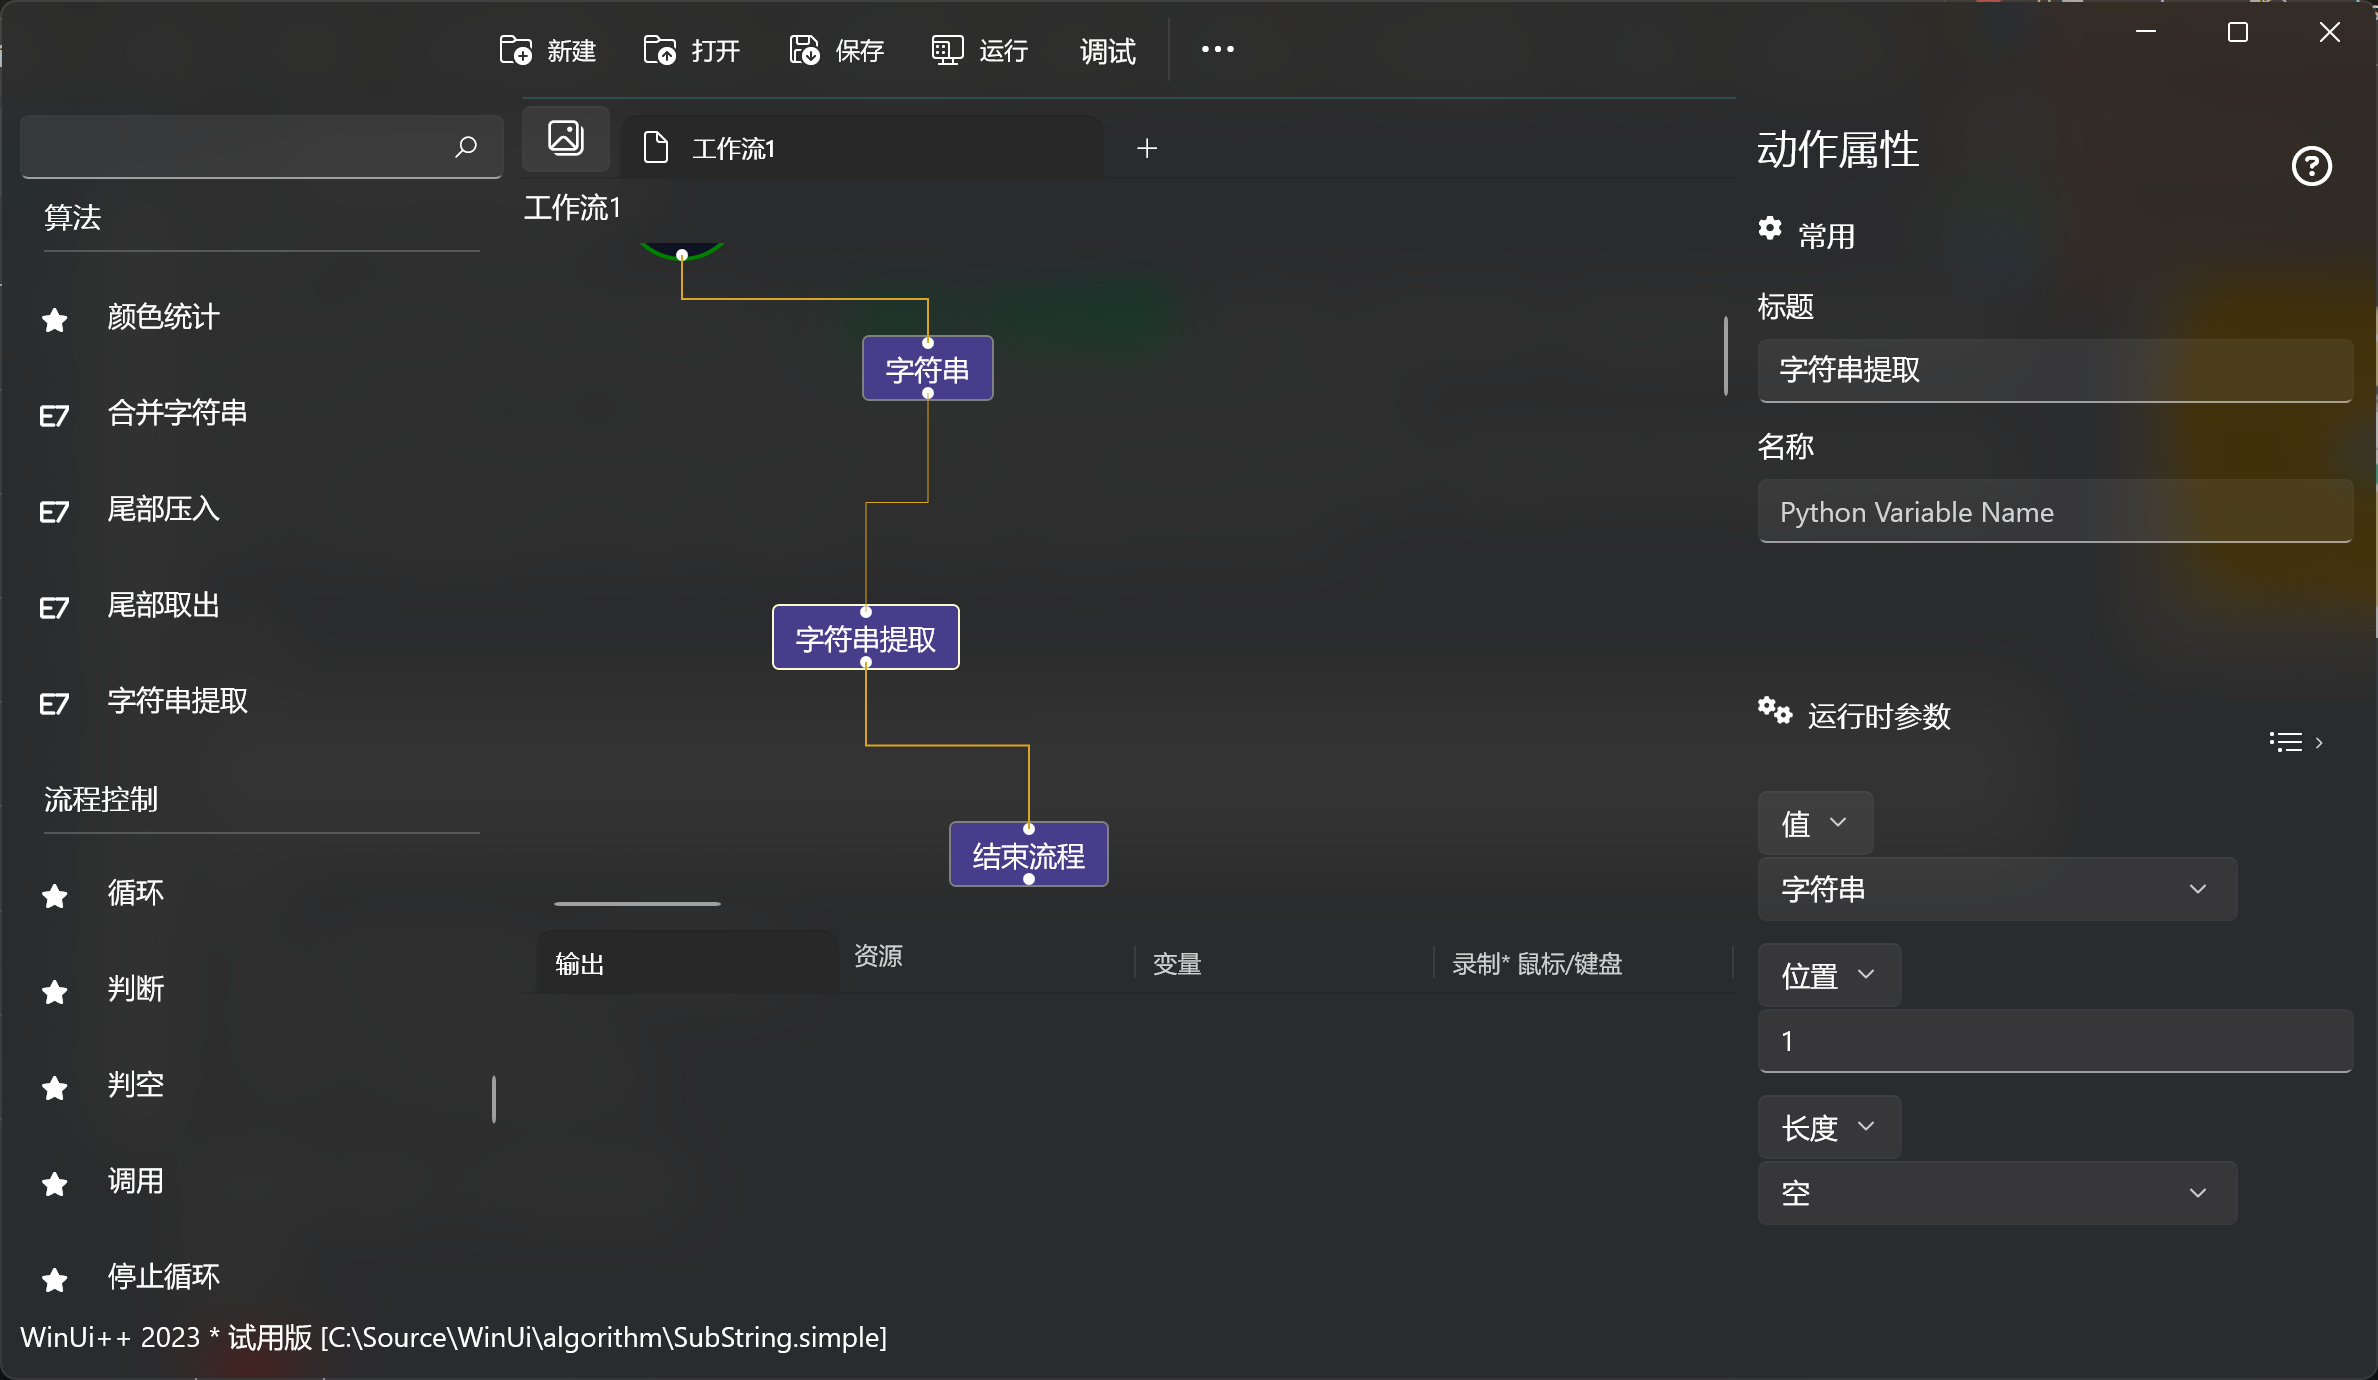 新建
打开
保存
运行
调试
算法
颜色统计
E7 合并字符串
E7 尾部压入
E7 尾部取出
E7 字符串提取
流程控制
循环
判断
判空
调用
停止循环
工作流1
工作流1
字符串
字符串提取
结束流程
输出
资源
变量
录制* 鼠标/键盘
动作属性
常用
标题
字符串提取
名称
Python Variable Name
运行时参数
值
字符串
位置
1
长度
空
WinUi++ 2023 * 试用版 [C:\Source\WinUi\algorithm\SubString.simple]